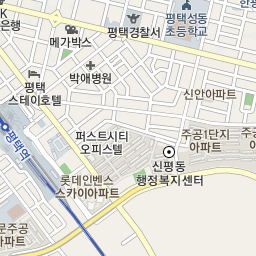 K
은행
메가박스
평택경찰서
평택성동
초등학교
한
박애병원
평택
스테이호텔
신안아파트
평택역
퍼스트시티
오피스텔
주공1단지
아파트
신평동
행정복지센터
롯데인벤스
스카이아파트
문주공
아파트